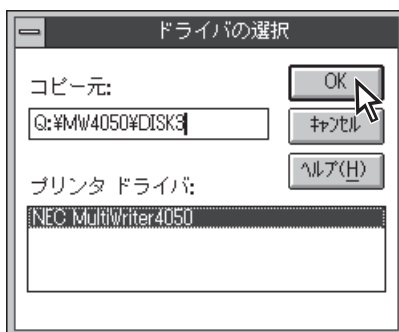 ドライバの選択
コピー元:
OK
Q:¥MW4050¥DISK3
ｷｬﾝｾﾙ
ﾍﾙﾌﾟ(H)
プリンタ ドライバ:
NEC MultiWriter4050